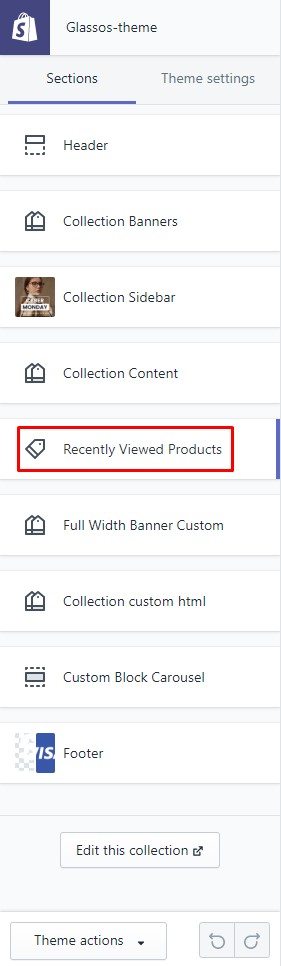 Glassos-theme
Sections
Theme settings
Header
Collection Banners
CYBER
MONDAY
Collection Sidebar
Collection Content
Recently Viewed Products
Full Width Banner Custom
Collection custom html
Custom Block Carousel
VISA
Footer
Edit this collection
Theme actions